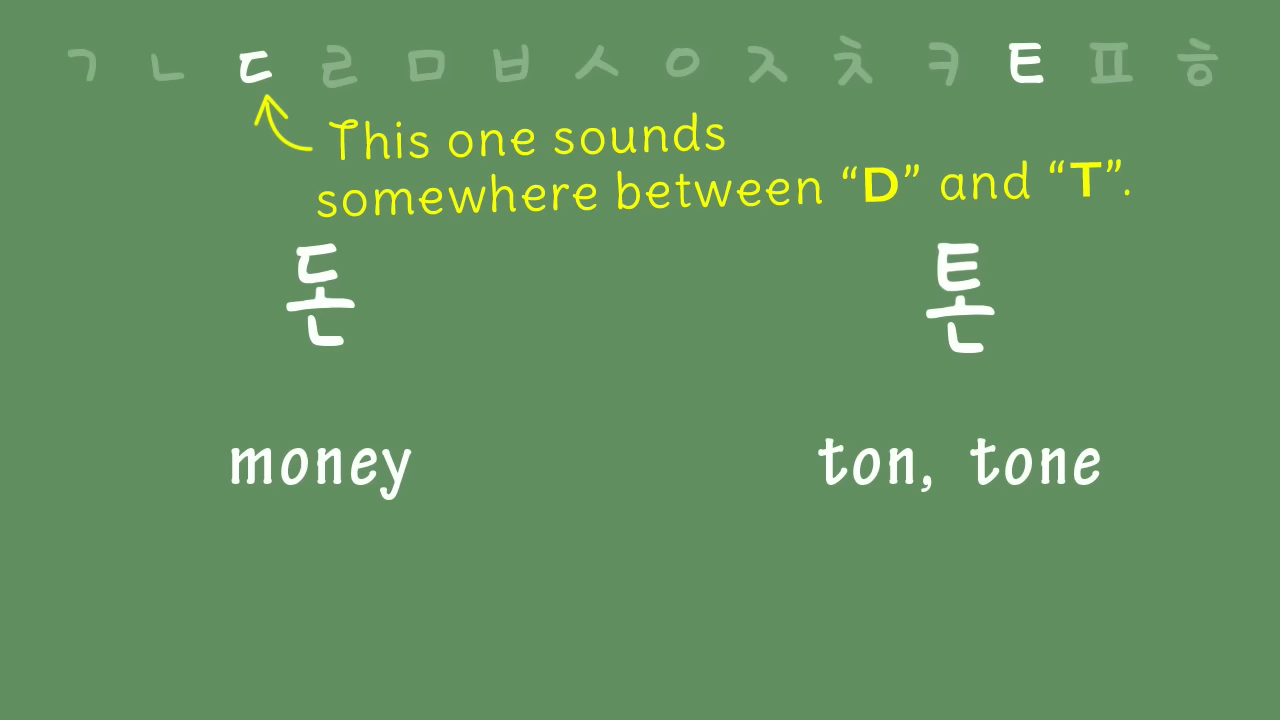 ㄱ ㄴ ㄷ ㄹ ㅁ ㅂ ㅅ ㅇ ㅈ ㅊ ㅋ ㅌ ㅍ ㅎ
This one sounds
somewhere between “D” and “T”.
돈 톤
money ton, tone